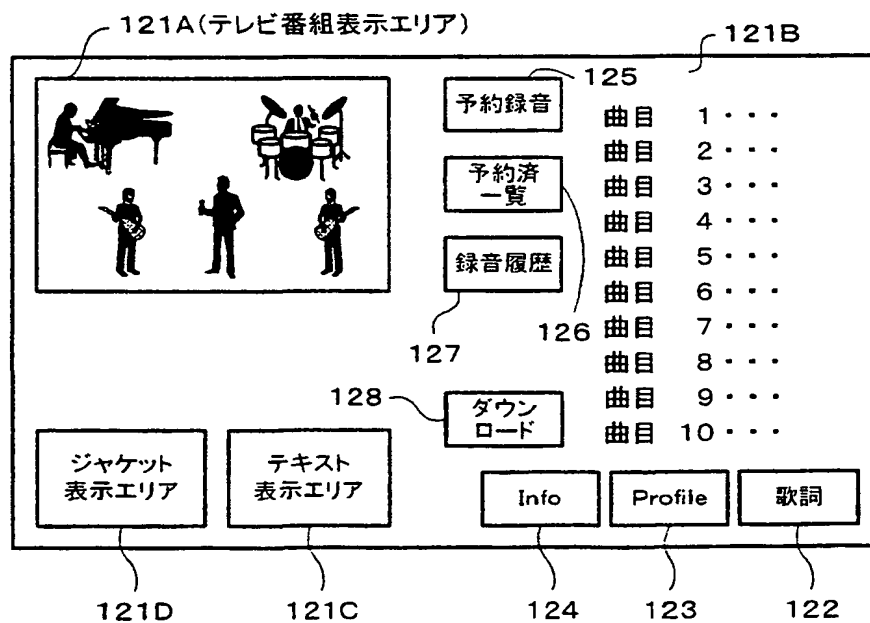 121A(テレビ番組表示エリア)
121B
125
予約録音
予約済
一覧
録音履歴
126
127
曲目 1・・・
曲目 2・・・
曲目 3・・・
曲目 4・・・
曲目 5・・・
曲目 6・・・
曲目 7・・・
曲目 8・・・
曲目 9・・・
曲目 10・・・
128
ダウン
ロード
ジャケット
表示エリア
テキスト
表示エリア
Info
Profile
歌詞
121D
121C
124
123
122